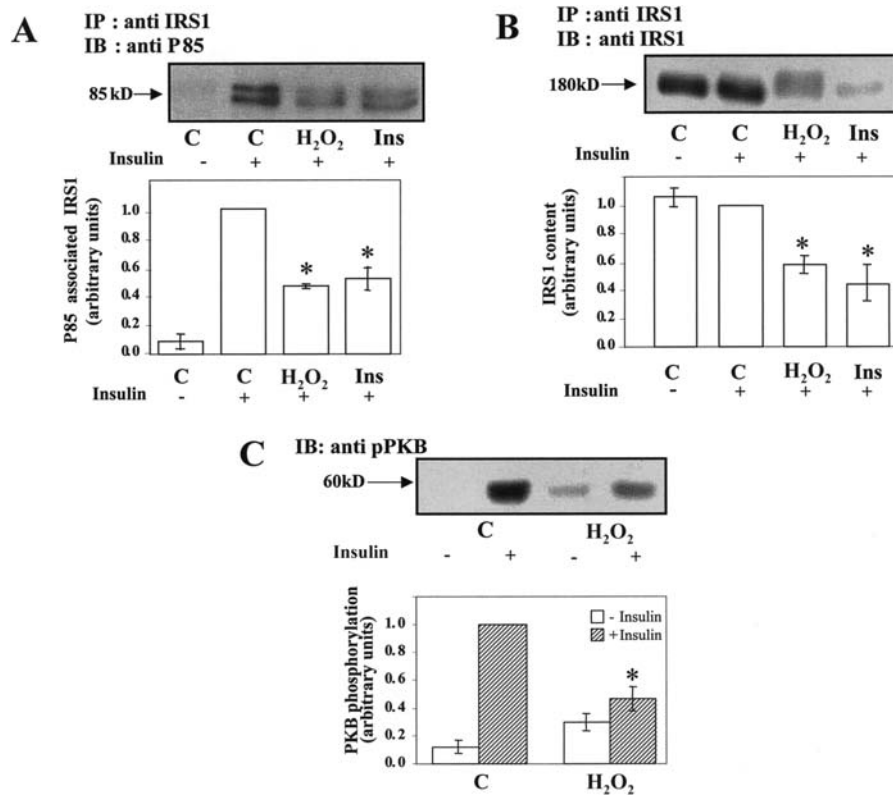 A
IP : anti IRS1
IB : anti P85
85kD
C C H₂O₂ Ins
Insulin - + + +
P85 associated IRS1
(arbitrary units)
1.0
0.8
0.6
0.4
0.2
0.0
* *
C C H₂O₂ Ins
Insulin - + + +
B
IP : anti IRS1
IB : anti IRS1
180kD
C C H₂O₂ Ins
Insulin - + + +
IRS1 content
(arbitrary units)
1.0
0.8
0.6
0.4
0.2
0.0
* *
C C H₂O₂ Ins
Insulin - + + +
C
IB: anti pPKB
60kD
C H₂O₂
Insulin - + - +
PKB phosphorylation
(arbitrary units)
1.0
0.8
0.6
0.4
0.2
0.0
- Insulin
+Insulin
*
C H₂O₂